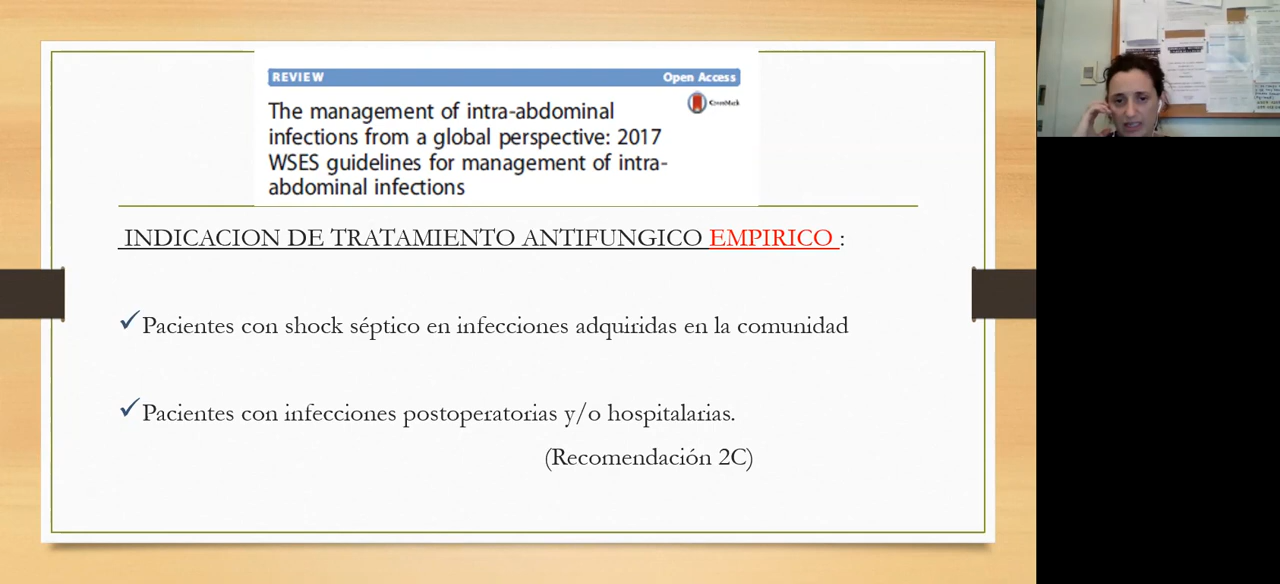 REVIEW Open Access
CrossMark
The management of intra-abdominal
infections from a global perspective: 2017
WSES guidelines for management of intra-
abdominal infections
INDICACION DE TRATAMIENTO ANTIFUNGICO EMPIRICO :
✓Pacientes con shock séptico en infecciones adquiridas en la comunidad
✓Pacientes con infecciones postoperatorias y/o hospitalarias.
(Recomendación 2C)